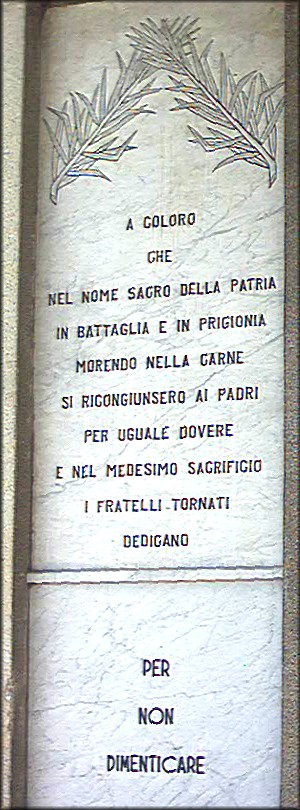 A COLORO
CHE
NEL NOME SACRO DELLA PATRIA
IN BATTAGLIA E IN PRIGIONIA
MORENDO NELLA CARNE
SI RICONGIUNSERO AI PADRI
PER UGUALE DOVERE
E NEL MEDESIMO SACRIFICIO
I FRATELLI TORNATI
DEDICANO
PER
NON
DIMENTICARE